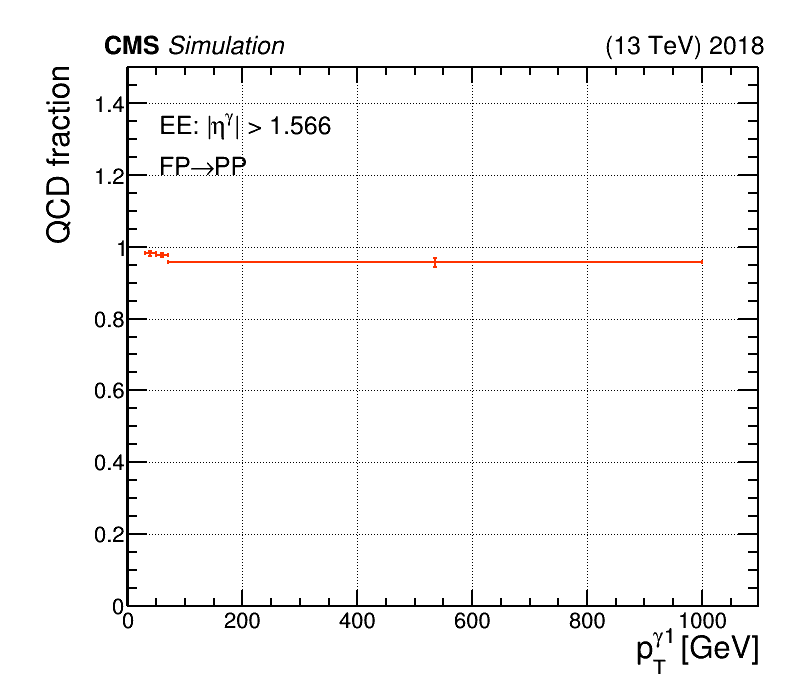 CMS Simulation (13 TeV) 2018
QCD fraction
EE: |η^γ| > 1.566
FP→PP
1.4
1.2
1
0.8
0.6
0.4
0.2
0
0 200 400 600 800 1000
p_T^γ1 [GeV]